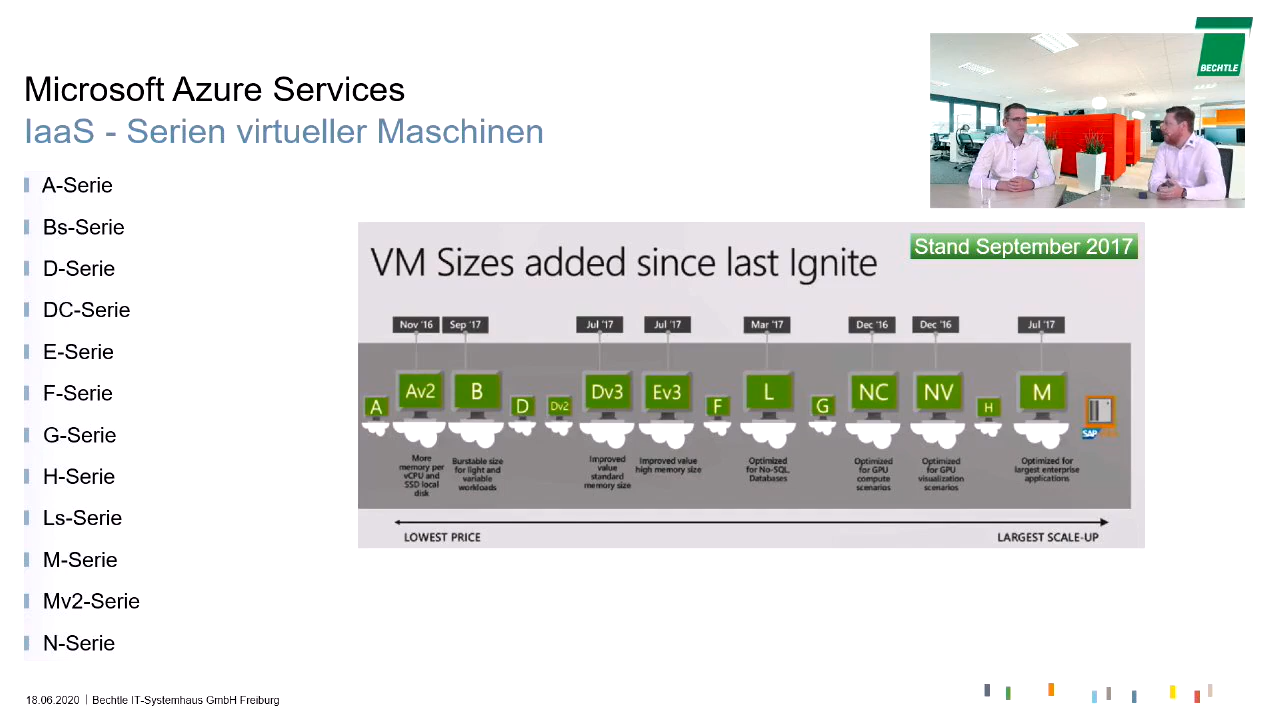 BECHTLE
Microsoft Azure Services
IaaS - Serien virtueller Maschinen
A-Serie
Bs-Serie
D-Serie
DC-Serie
E-Serie
F-Serie
G-Serie
H-Serie
Ls-Serie
M-Serie
Mv2-Serie
N-Serie
VM Sizes added since last Ignite
Stand September 2017
Nov '16
Sep '17
Jul '17
Jul '17
Mar '17
Dec '16
Dec '16
Jul '17
A
Av2
B
D
Dv2
Dv3
Ev3
F
L
G
NC
NV
H
M
SAP
More
memory per
vCPU and
SSD local
disk
Burstable size
for light and
variable
workloads
Improved
value
standard
memory size
Improved value
high memory size
Optimized
for No-SQL,
Databases
Optimized
for GPU
compute
scenarios
Optimized
for GPU
visualization
scenarios
Optimized for
largest enterprise
applications
LOWEST PRICE
LARGEST SCALE-UP
18.06.2020 | Bechtle IT-Systemhaus GmbH Freiburg